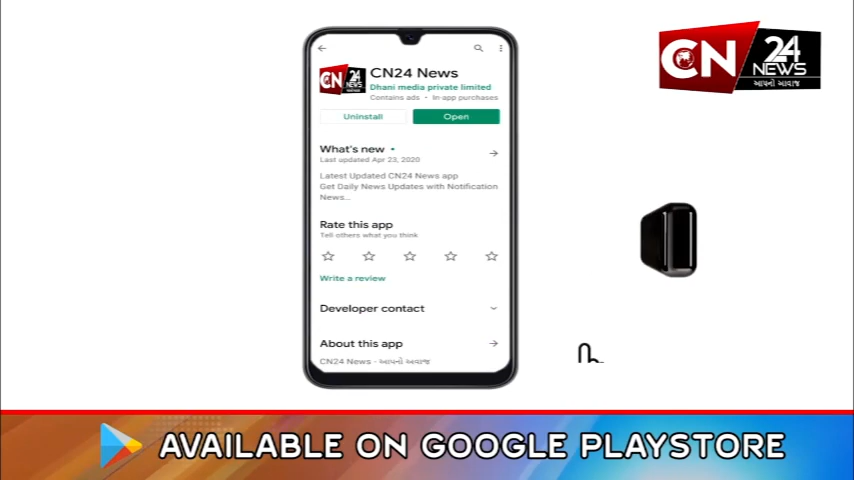 CN24 News
Dhani media private limited
Contains ads • In-app purchases
Uninstall
Open
What's new •
Last updated Apr 23, 2020
Latest Updated CN24 News app
Get Daily News Updates with Notification
News...
Rate this app
Tell others what you think
Write a review
Developer contact
About this app
CN24 News - આપનો અવાજ
CN 24
NEWS
આપનો અવાજ
AVAILABLE ON GOOGLE PLAYSTORE